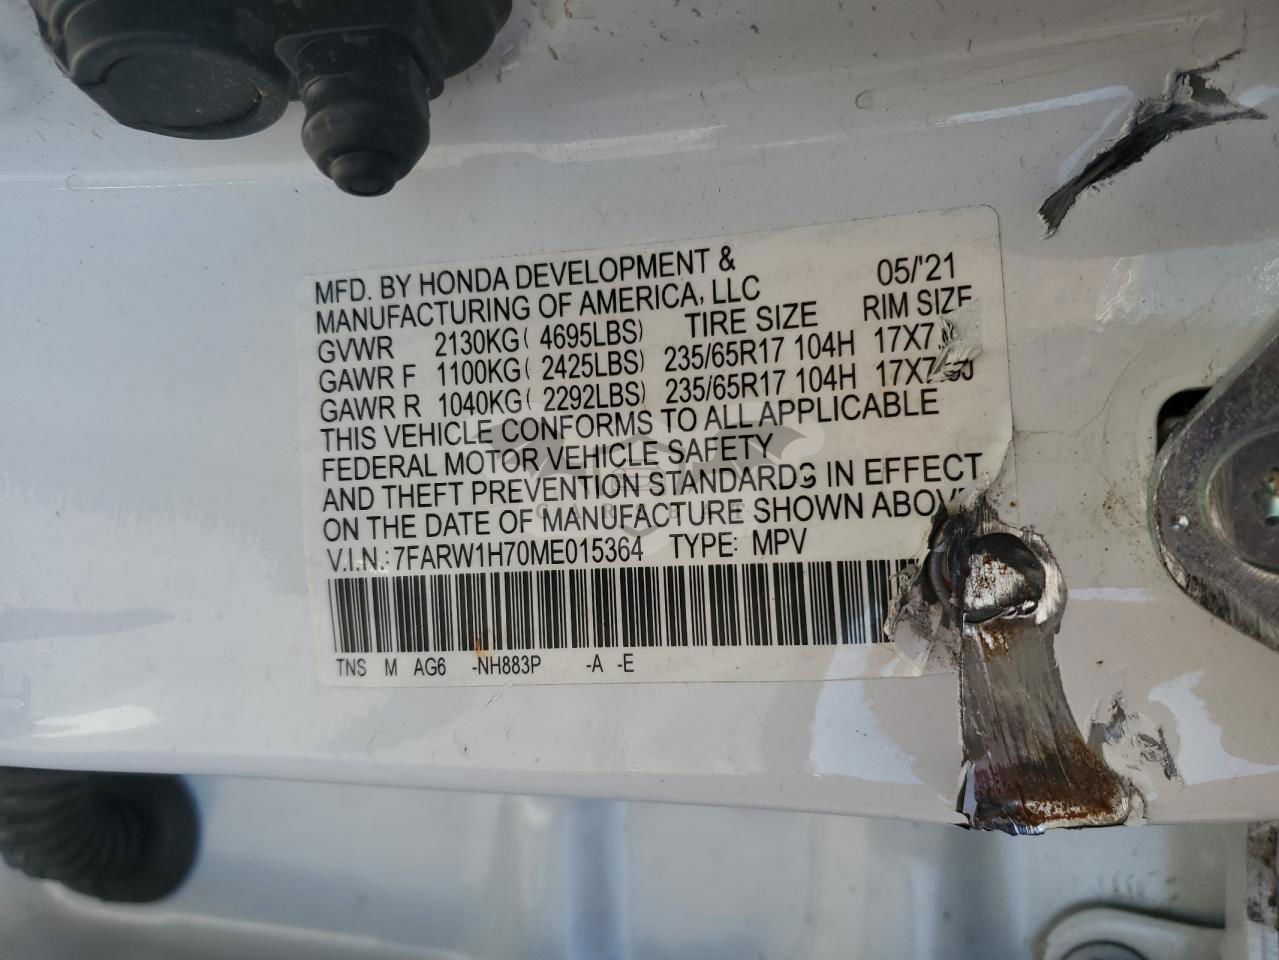 MFD. BY HONDA DEVELOPMENT & 05/'21
MANUFACTURING OF AMERICA, LLC
TIRE SIZE RIM SIZE
GVWR 2130KG( 4695LBS)
GAWR F 1100KG( 2425LBS) 235/65R17 104H
GAWR R 1040KG( 2292LBS) 235/65R17 104H
THIS VEHICLE CONFORMS TO ALL APPLICABLE
FEDERAL MOTOR VEHICLE SAFETY
AND THEFT PREVENTION STANDARDS IN EFFECT
ON THE DATE OF MANUFACTURE SHOWN
V.I.N.: 7FARW1H70ME015364 TYPE: MPV
TNS M AG6 -NH883P -A -E